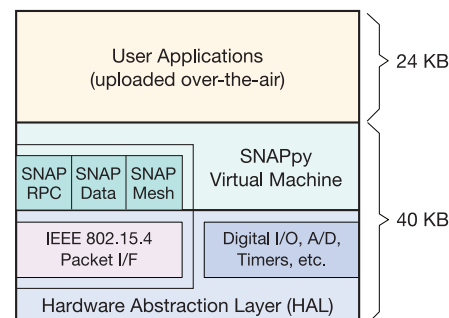 User Applications
(uploaded over-the-air)
24 KB
SNAPpy
Virtual Machine
SNAP RPC
SNAP Data
SNAP Mesh
40 KB
IEEE 802.15.4
Packet I/F
Digital I/O, A/D,
Timers, etc.
Hardware Abstraction Layer (HAL)